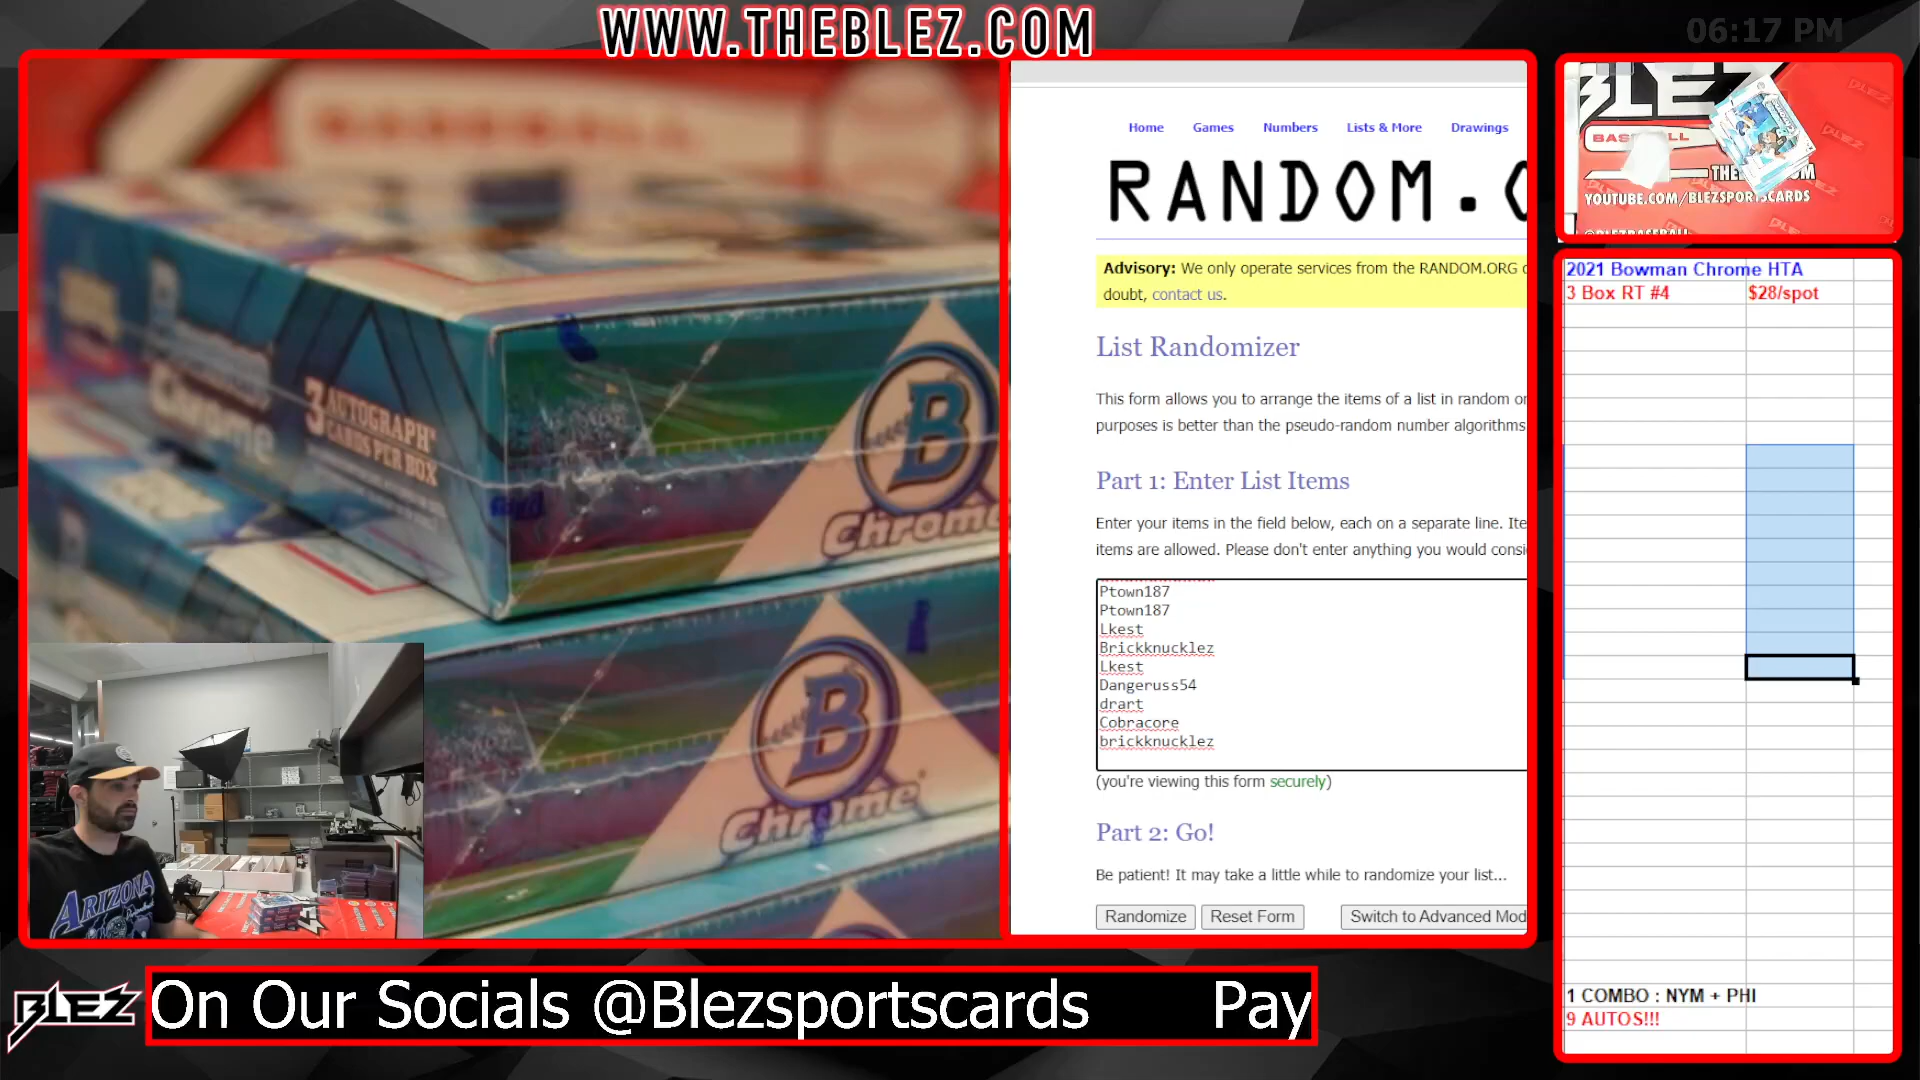 WWW.THEBLEZ.COM
06:17 PM
3 AUTOGRAPH
CARDS PER BOX
Chrome
B
Chrome
B
Chrome
Home Games Numbers Lists & More Drawings
RANDOM.O
Advisory: We only operate services from the RANDOM.ORG
doubt, contact us.
List Randomizer
This form allows you to arrange the items of a list in random
purposes is better than the pseudo-random number algorithms
Part 1: Enter List Items
Enter your items in the field below, each on a separate line. Ite
items are allowed. Please don't enter anything you would consi
Ptown187
Ptown187
Lkest
Brickknucklez
Lkest
Dangeruss54
drart
Cobracore
brickknucklez
(you're viewing this form securely)
Part 2: Go!
Be patient! It may take a little while to randomize your list...
Randomize Reset Form Switch to Advanced Mod
BLEZ
YOUTUBE.COM/BLEZSPORTSCARDS
2021 Bowman Chrome HTA
3 Box RT #4 $28/spot
1 COMBO : NYM + PHI
9 AUTOS!!!
ARIZONA
BLEZ
On Our Socials @Blezsportscards Pay